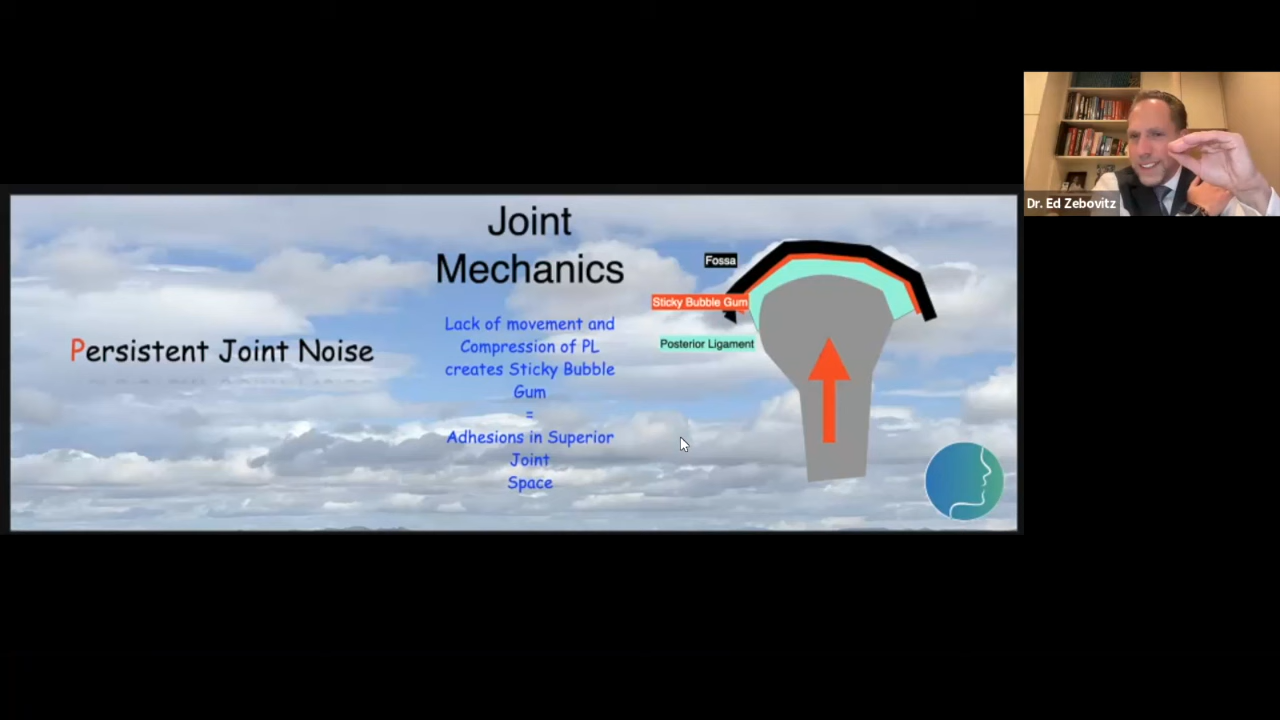 Dr. Ed Zebovitz
Joint
Mechanics
Persistent Joint Noise
Lack of movement and
Compression of PL
creates Sticky Bubble
Gum
=
Adhesions in Superior
Joint
Space
Fossa
Sticky Bubble Gum
Posterior Ligament